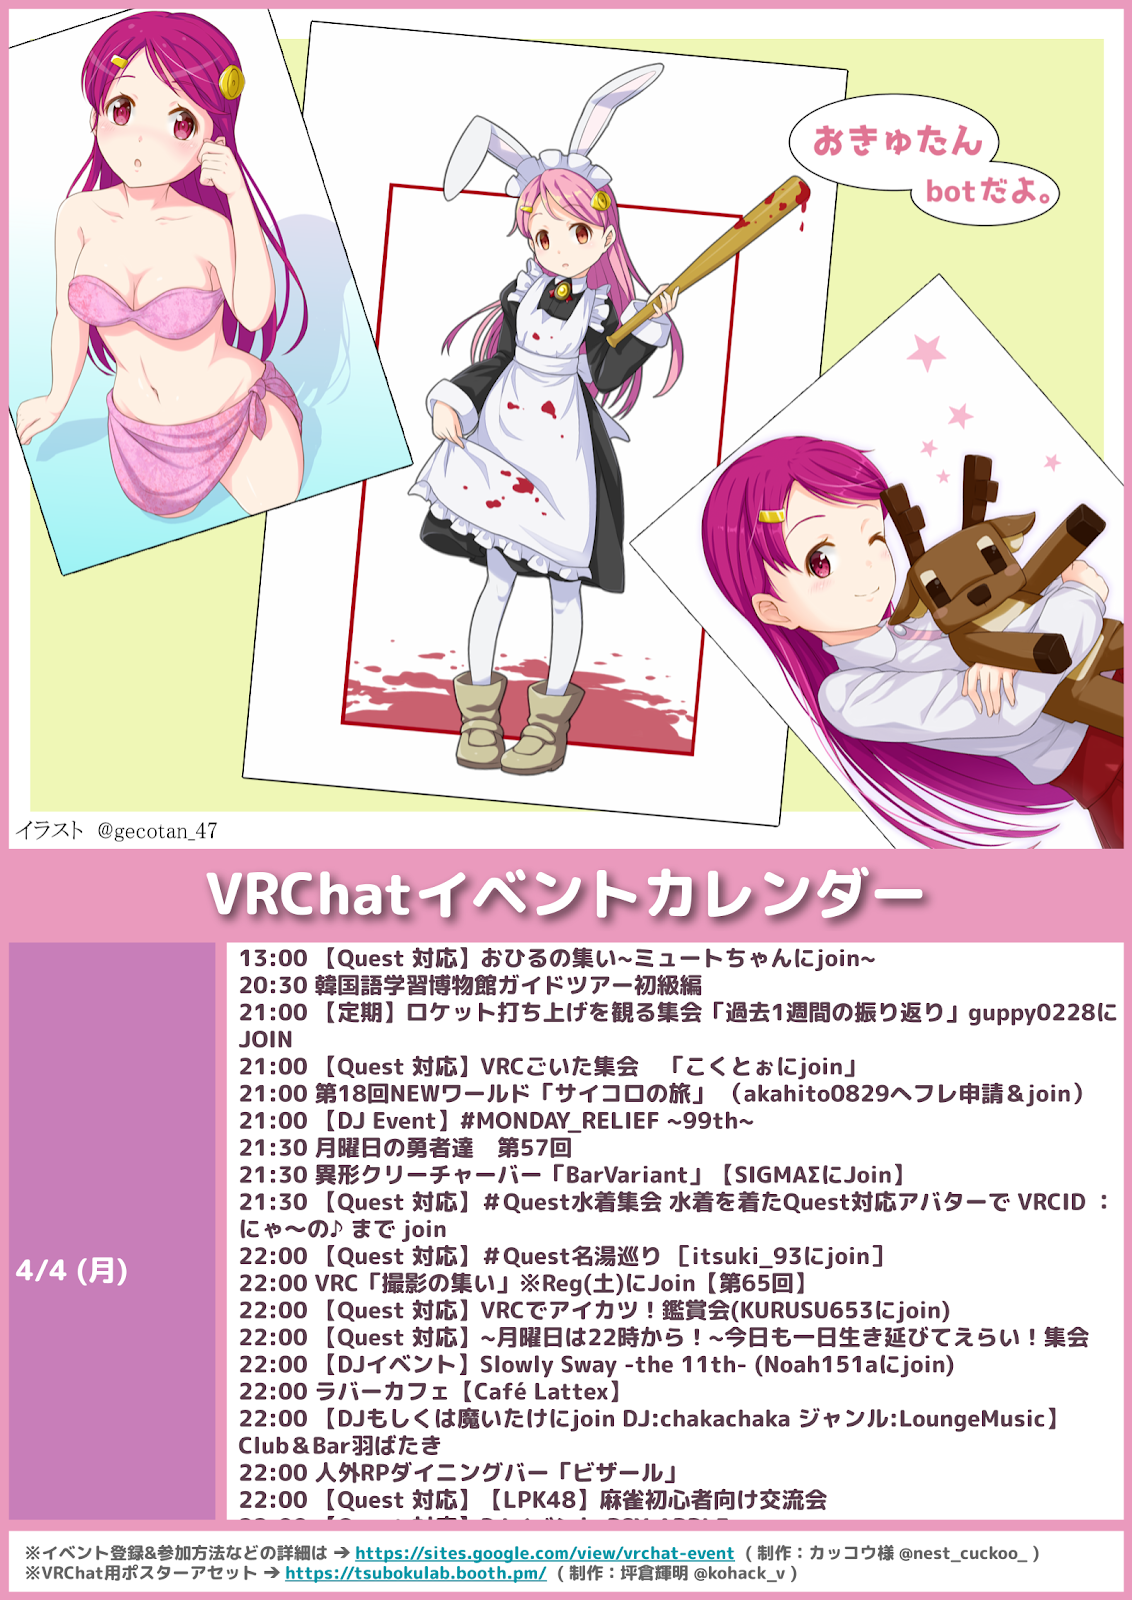 おきゅたん
botだよ。
イラスト @gecotan_47
VRChatイベントカレンダー
4/4 (月)
13:00 【Quest 対応】おひるの集い~ミュートちゃんにjoin~
20:30 韓国語学習博物館ガイドツアー初級編
21:00 【定期】ロケット打ち上げを観る集会「過去1週間の振り返り」guppy0228に
JOIN
21:00 【Quest 対応】VRCごいた集会　「こくとぉにjoin」
21:00 第18回NEWワールド「サイコロの旅」 （akahito0829へフレ申請＆join）
21:00 【DJ Event】#MONDAY_RELIEF ~99th~
21:30 月曜日の勇者達　第57回
21:30 異形クリーチャーバー「BarVariant」【SIGMAΣにJoin】
21:30 【Quest 対応】＃Quest水着集会 水着を着たQuest対応アバターで VRCID ：
にゃ～の♪ まで join
22:00 【Quest 対応】＃Quest名湯巡り ［itsuki_93にjoin］
22:00 VRC「撮影の集い」※Reg(土)にJoin【第65回】
22:00 【Quest 対応】VRCでアイカツ！鑑賞会(KURUSU653にjoin)
22:00 【Quest 対応】~月曜日は22時から！~今日も一日生き延びてえらい！集会
22:00 【DJイベント】Slowly Sway -the 11th- (Noah151aにjoin)
22:00 ラバーカフェ【Café Lattex】
22:00 【DJもしくは魔いたけにjoin DJ:chakachaka ジャンル:LoungeMusic】
Club＆Bar羽ばたき
22:00 人外RPダイニングバー「ビザール」
22:00 【Quest 対応】【LPK48】麻雀初心者向け交流会
※イベント登録&参加方法などの詳細は ➔ https://sites.google.com/view/vrchat-event ( 制作：カッコウ様 @nest_cuckoo_ )
※VRChat用ポスターアセット ➔ https://tsubokulab.booth.pm/ ( 制作：坪倉輝明 @kohack_v )